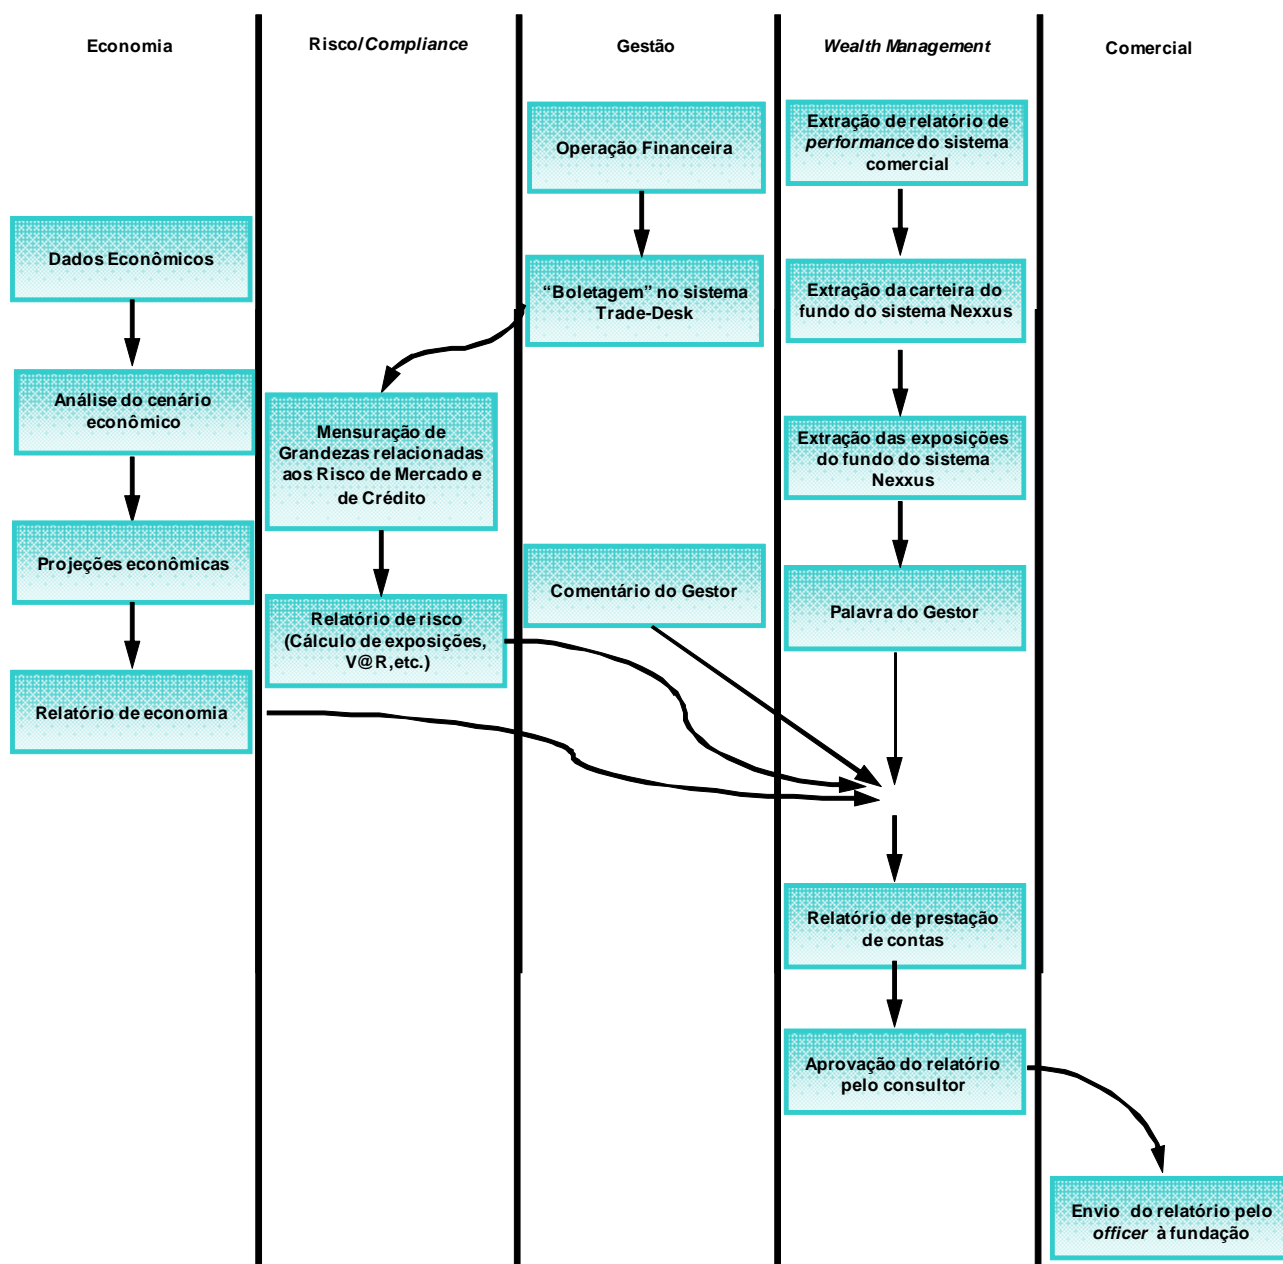 Economia
Risco/Compliance
Gestão
Wealth Management
Comercial
Dados Econômicos
Análise do cenário
econômico
Projeções econômicas
Relatório de economia
Mensuração de
Grandezas relacionadas
aos Risco de Mercado e
de Crédito
Relatório de risco
(Cálculo de exposições,
V@R,etc.)
Operação Financeira
“Boletagem” no sistema
Trade-Desk
Comentário do Gestor
Extração de relatório de
performance do sistema
comercial
Extração da carteira do
fundo do sistema Nexxus
Extração das exposições
do fundo do sistema
Nexxus
Palavra do Gestor
Relatório de prestação
de contas
Aprovação do relatório
pelo consultor
Envio do relatório pelo
officer à fundação